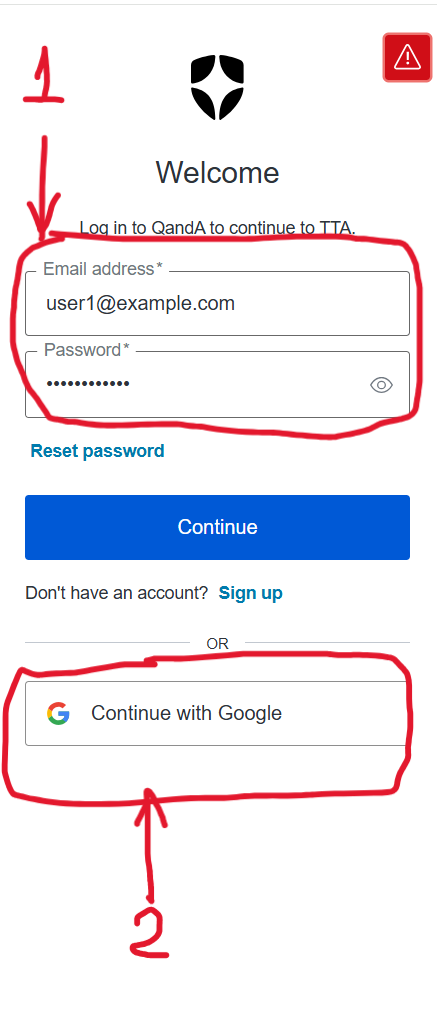 1
Welcome
Log in to QandA to continue to TTA.
Email address*
user1@example.com
Password*
••••••••••••
Reset password
Continue
Don't have an account? Sign up
OR
Continue with Google
2